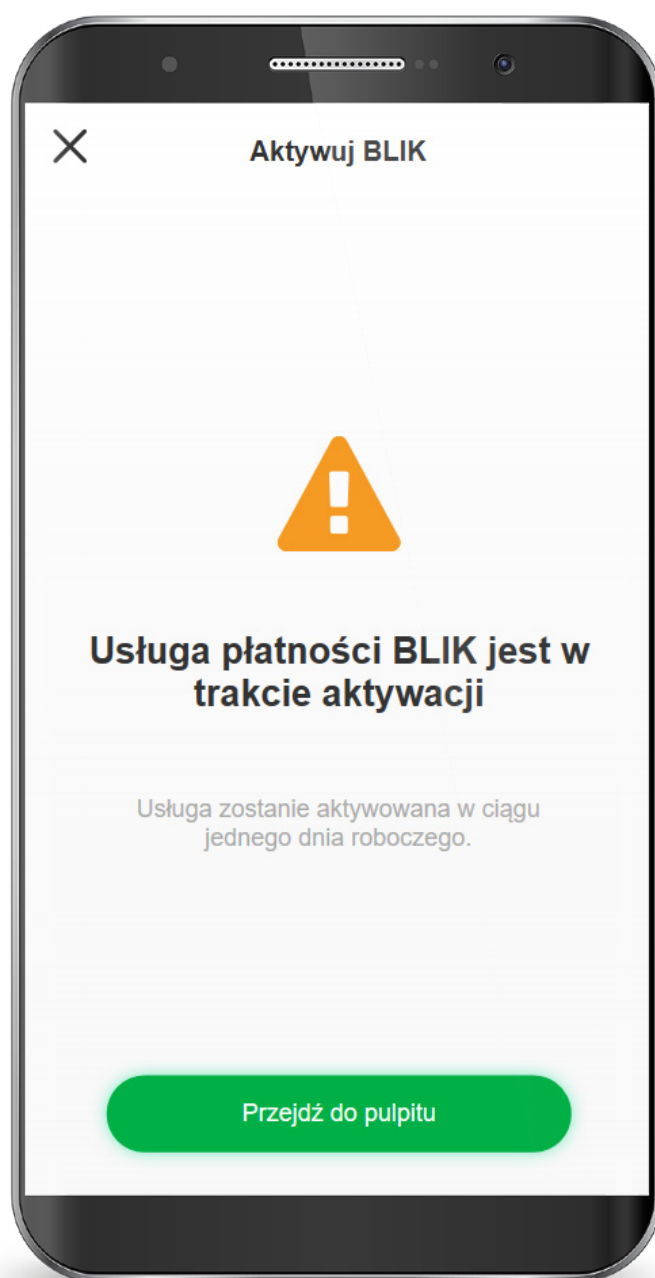 Aktywuj BLIK
Usługa płatności BLIK jest w
trakcie aktywacji
Usługa zostanie aktywowana w ciągu
jednego dnia roboczego.
Przejdź do pulpitu